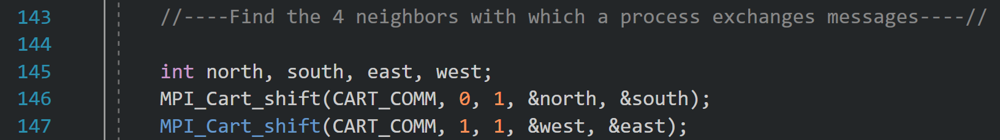 143 //----Find the 4 neighbors with which a process exchanges messages----//
144
145 int north, south, east, west;
146 MPI_Cart_shift(CART_COMM, 0, 1, &north, &south);
147 MPI_Cart_shift(CART_COMM, 1, 1, &west, &east);